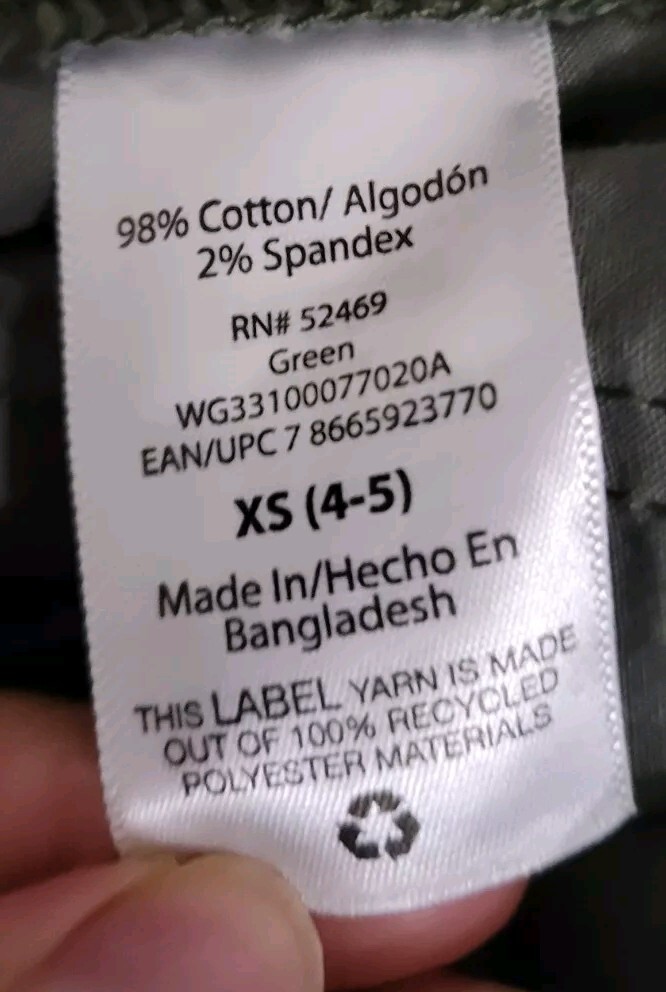 98% Cotton/ Algodón
2% Spandex
RN# 52469
Green
WG33100077020A
EAN/UPC 7 8665923770
XS (4-5)
Made In/Hecho En
Bangladesh
THIS LABEL YARN IS MADE
OUT OF 100% RECYCLED
POLYESTER MATERIALS